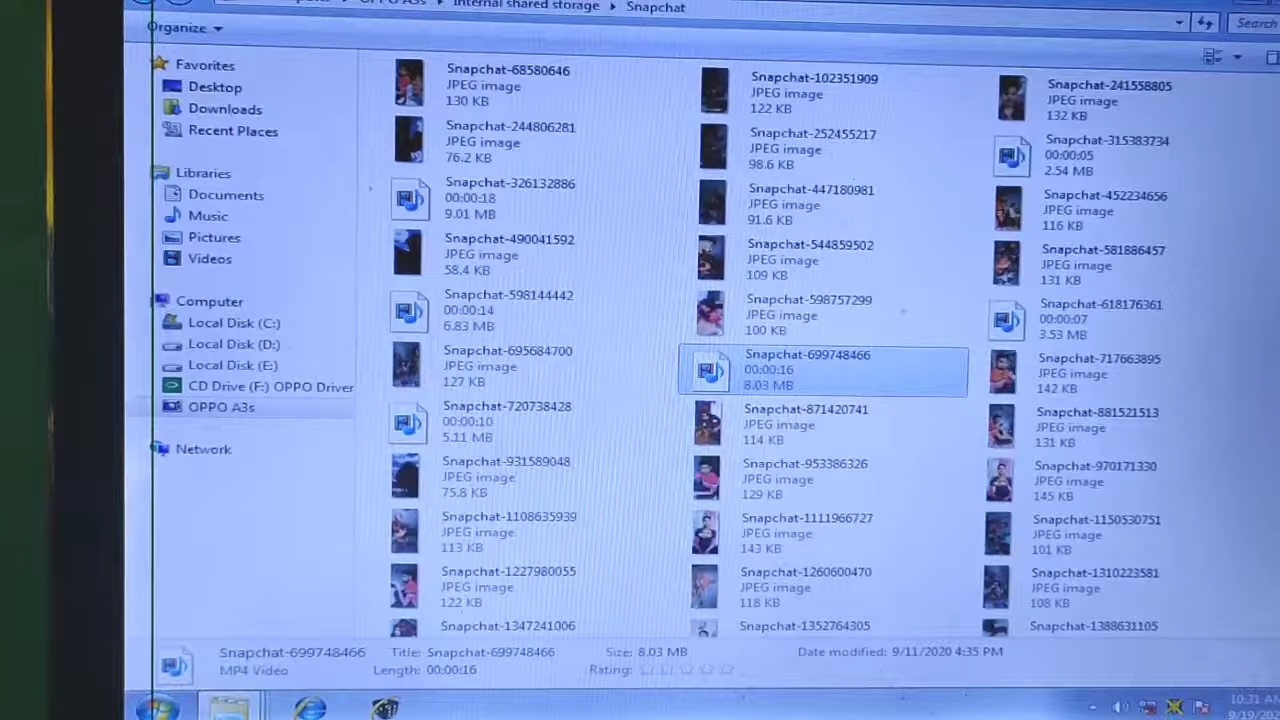 OPPO A3s ▸ Internal shared storage ▸ Snapchat
Organize
Search
Favorites
Desktop
Downloads
Recent Places
Libraries
Documents
Music
Pictures
Videos
Computer
Local Disk (C:)
Local Disk (D:)
Local Disk (E:)
CD Drive (F:) OPPO Driver
OPPO A3s
Network
Snapchat-68580646
JPEG image
130 KB
Snapchat-102351909
JPEG image
122 KB
Snapchat-241558805
JPEG image
132 KB
Snapchat-244806281
JPEG image
76.2 KB
Snapchat-252455217
JPEG image
98.6 KB
Snapchat-315383734
00:00:05
2.54 MB
Snapchat-326132886
00:00:18
9.01 MB
Snapchat-447180981
JPEG image
91.6 KB
Snapchat-452234656
JPEG image
116 KB
Snapchat-490041592
JPEG image
58.4 KB
Snapchat-544859502
JPEG image
109 KB
Snapchat-581886457
JPEG image
131 KB
Snapchat-598144442
00:00:14
6.83 MB
Snapchat-598757299
JPEG image
100 KB
Snapchat-618176361
00:00:07
3.53 MB
Snapchat-695684700
JPEG image
127 KB
Snapchat-699748466
00:00:16
8.03 MB
Snapchat-717663895
JPEG image
142 KB
Snapchat-720738428
00:00:10
5.11 MB
Snapchat-871420741
JPEG image
114 KB
Snapchat-881521513
JPEG image
131 KB
Snapchat-931589048
JPEG image
75.8 KB
Snapchat-953386326
JPEG image
129 KB
Snapchat-970171330
JPEG image
145 KB
Snapchat-1108635939
JPEG image
113 KB
Snapchat-1111966727
JPEG image
143 KB
Snapchat-1150530751
JPEG image
101 KB
Snapchat-1227980055
JPEG image
122 KB
Snapchat-1260600470
JPEG image
118 KB
Snapchat-1310223581
JPEG image
108 KB
Snapchat-1347241006
Snapchat-1352764305
Snapchat-1388631105
Snapchat-699748466 Title: Snapchat-699748466 Size: 8.03 MB Date modified: 9/11/2020 4:35 PM
MP4 Video Length: 00:00:16 Rating:
10:31 AM